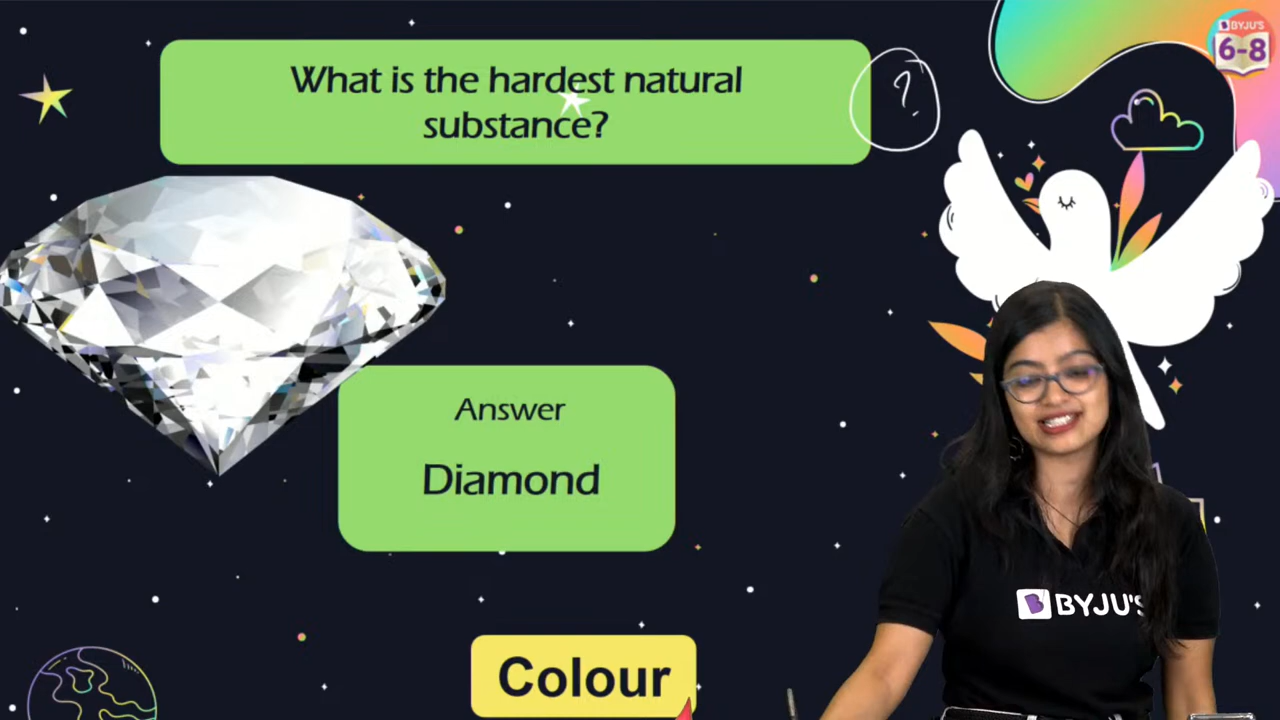 What is the hardest natural
substance?
?
BYJU'S
6-8
Answer
Diamond
BYJU'S
Colour